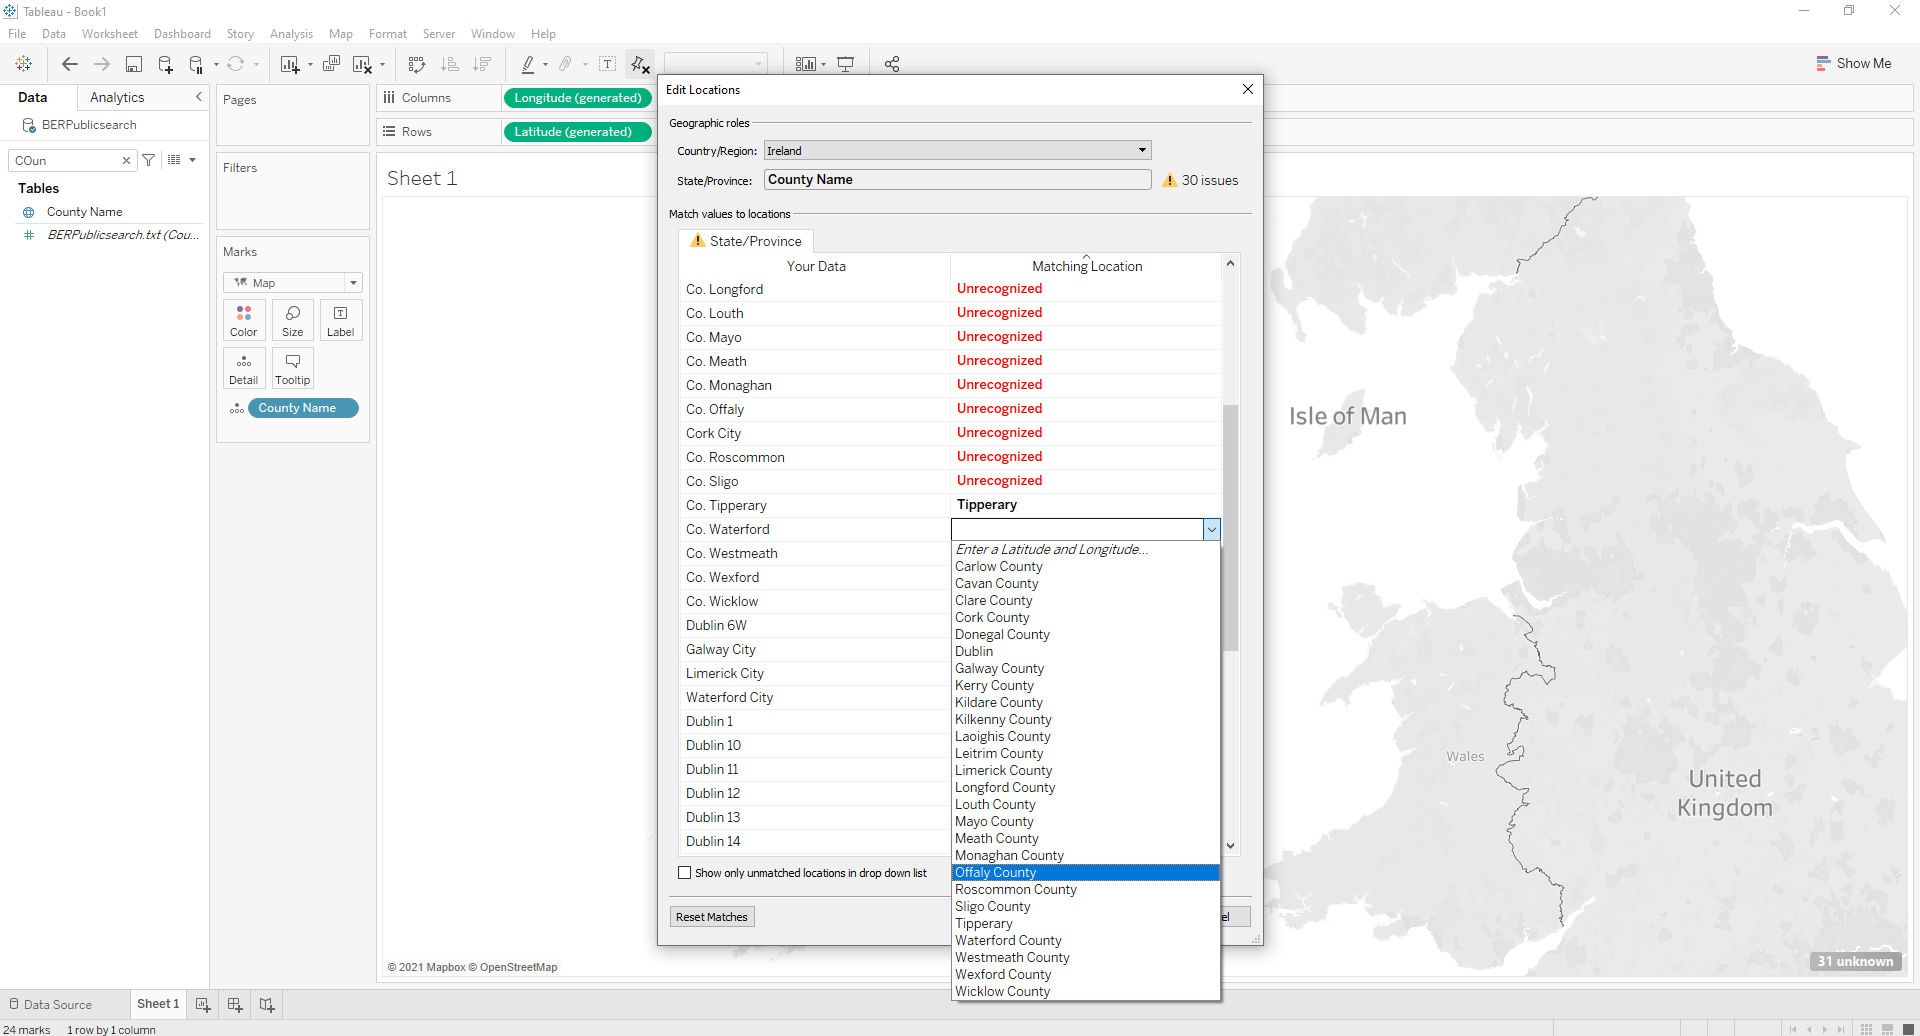 Tableau - Book1
File Data Worksheet Dashboard Story Analysis Map Format Server Window Help
Show Me
Data Analytics
BERPublicsearch
COun
Tables
County Name
BERPublicsearch.txt (Cou...
Pages
Filters
Marks
Map
Color Size Label
Detail Tooltip
County Name
Columns Longitude (generated)
Rows Latitude (generated)
Sheet 1
Edit Locations
Geographic roles
Country/Region: Ireland
State/Province: County Name 30 issues
Match values to locations
State/Province
Your Data Matching Location
Co. Longford Unrecognized
Co. Louth Unrecognized
Co. Mayo Unrecognized
Co. Meath Unrecognized
Co. Monaghan Unrecognized
Co. Offaly Unrecognized
Cork City Unrecognized
Co. Roscommon Unrecognized
Co. Sligo Unrecognized
Co. Tipperary Tipperary
Co. Waterford
Co. Westmeath
Co. Wexford
Co. Wicklow
Dublin 6W
Galway City
Limerick City
Waterford City
Dublin 1
Dublin 10
Dublin 11
Dublin 12
Dublin 13
Dublin 14
Enter a Latitude and Longitude...
Carlow County
Cavan County
Clare County
Cork County
Donegal County
Dublin
Galway County
Kerry County
Kildare County
Kilkenny County
Laoighis County
Leitrim County
Limerick County
Longford County
Louth County
Mayo County
Meath County
Monaghan County
Offaly County
Roscommon County
Sligo County
Tipperary
Waterford County
Westmeath County
Wexford County
Wicklow County
Show only unmatched locations in drop down list
Reset Matches
Isle of Man
Wales
United
Kingdom
31 unknown
© 2021 Mapbox © OpenStreetMap
Data Source Sheet 1
24 marks 1 row by 1 column